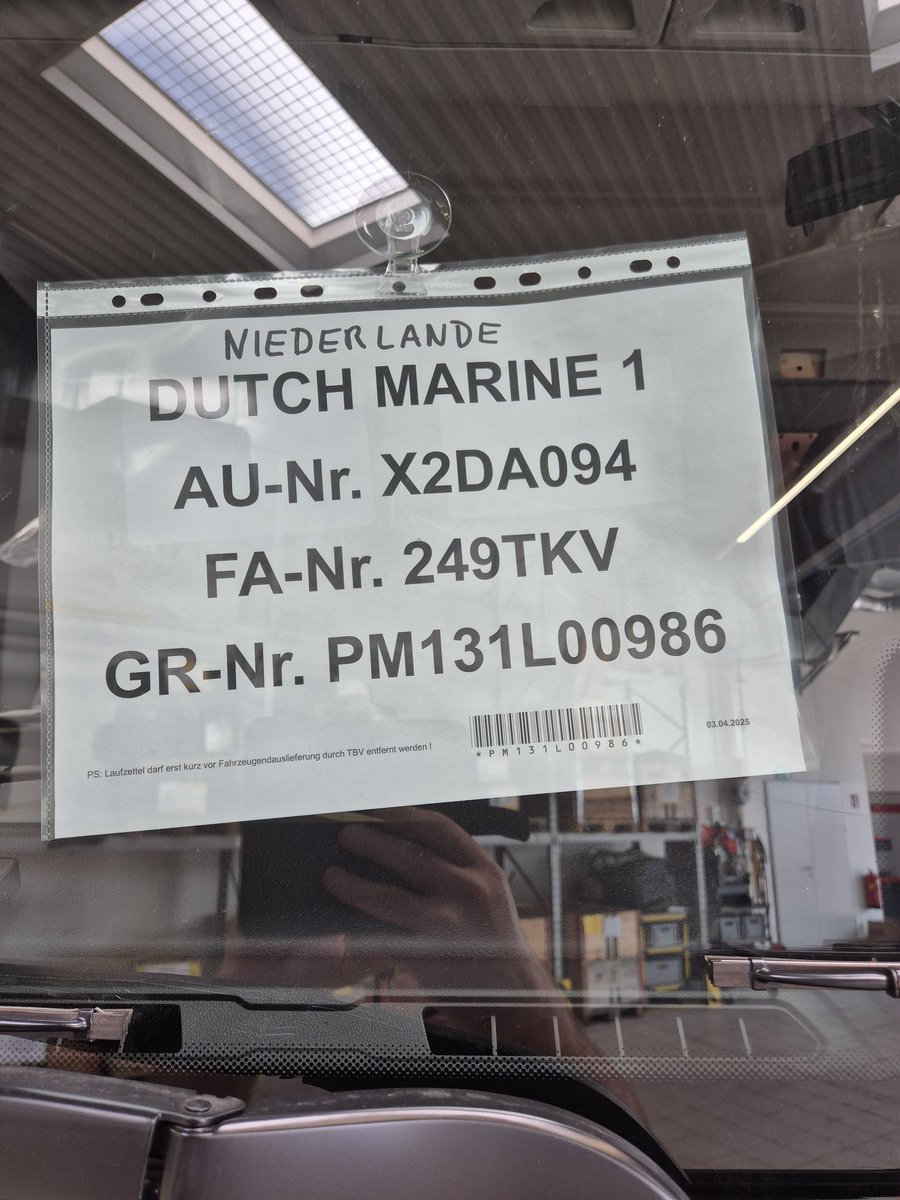 NIEDERLANDE
DUTCH MARINE 1
AU-Nr. X2DA094
FA-Nr. 249TKV
GR-Nr. PM131L00986
*PM131L00986*
03.04.2025
PS: Laufzettel darf erst kurz vor Fahrzeugendauslieferung durch TBV entfernt werden !